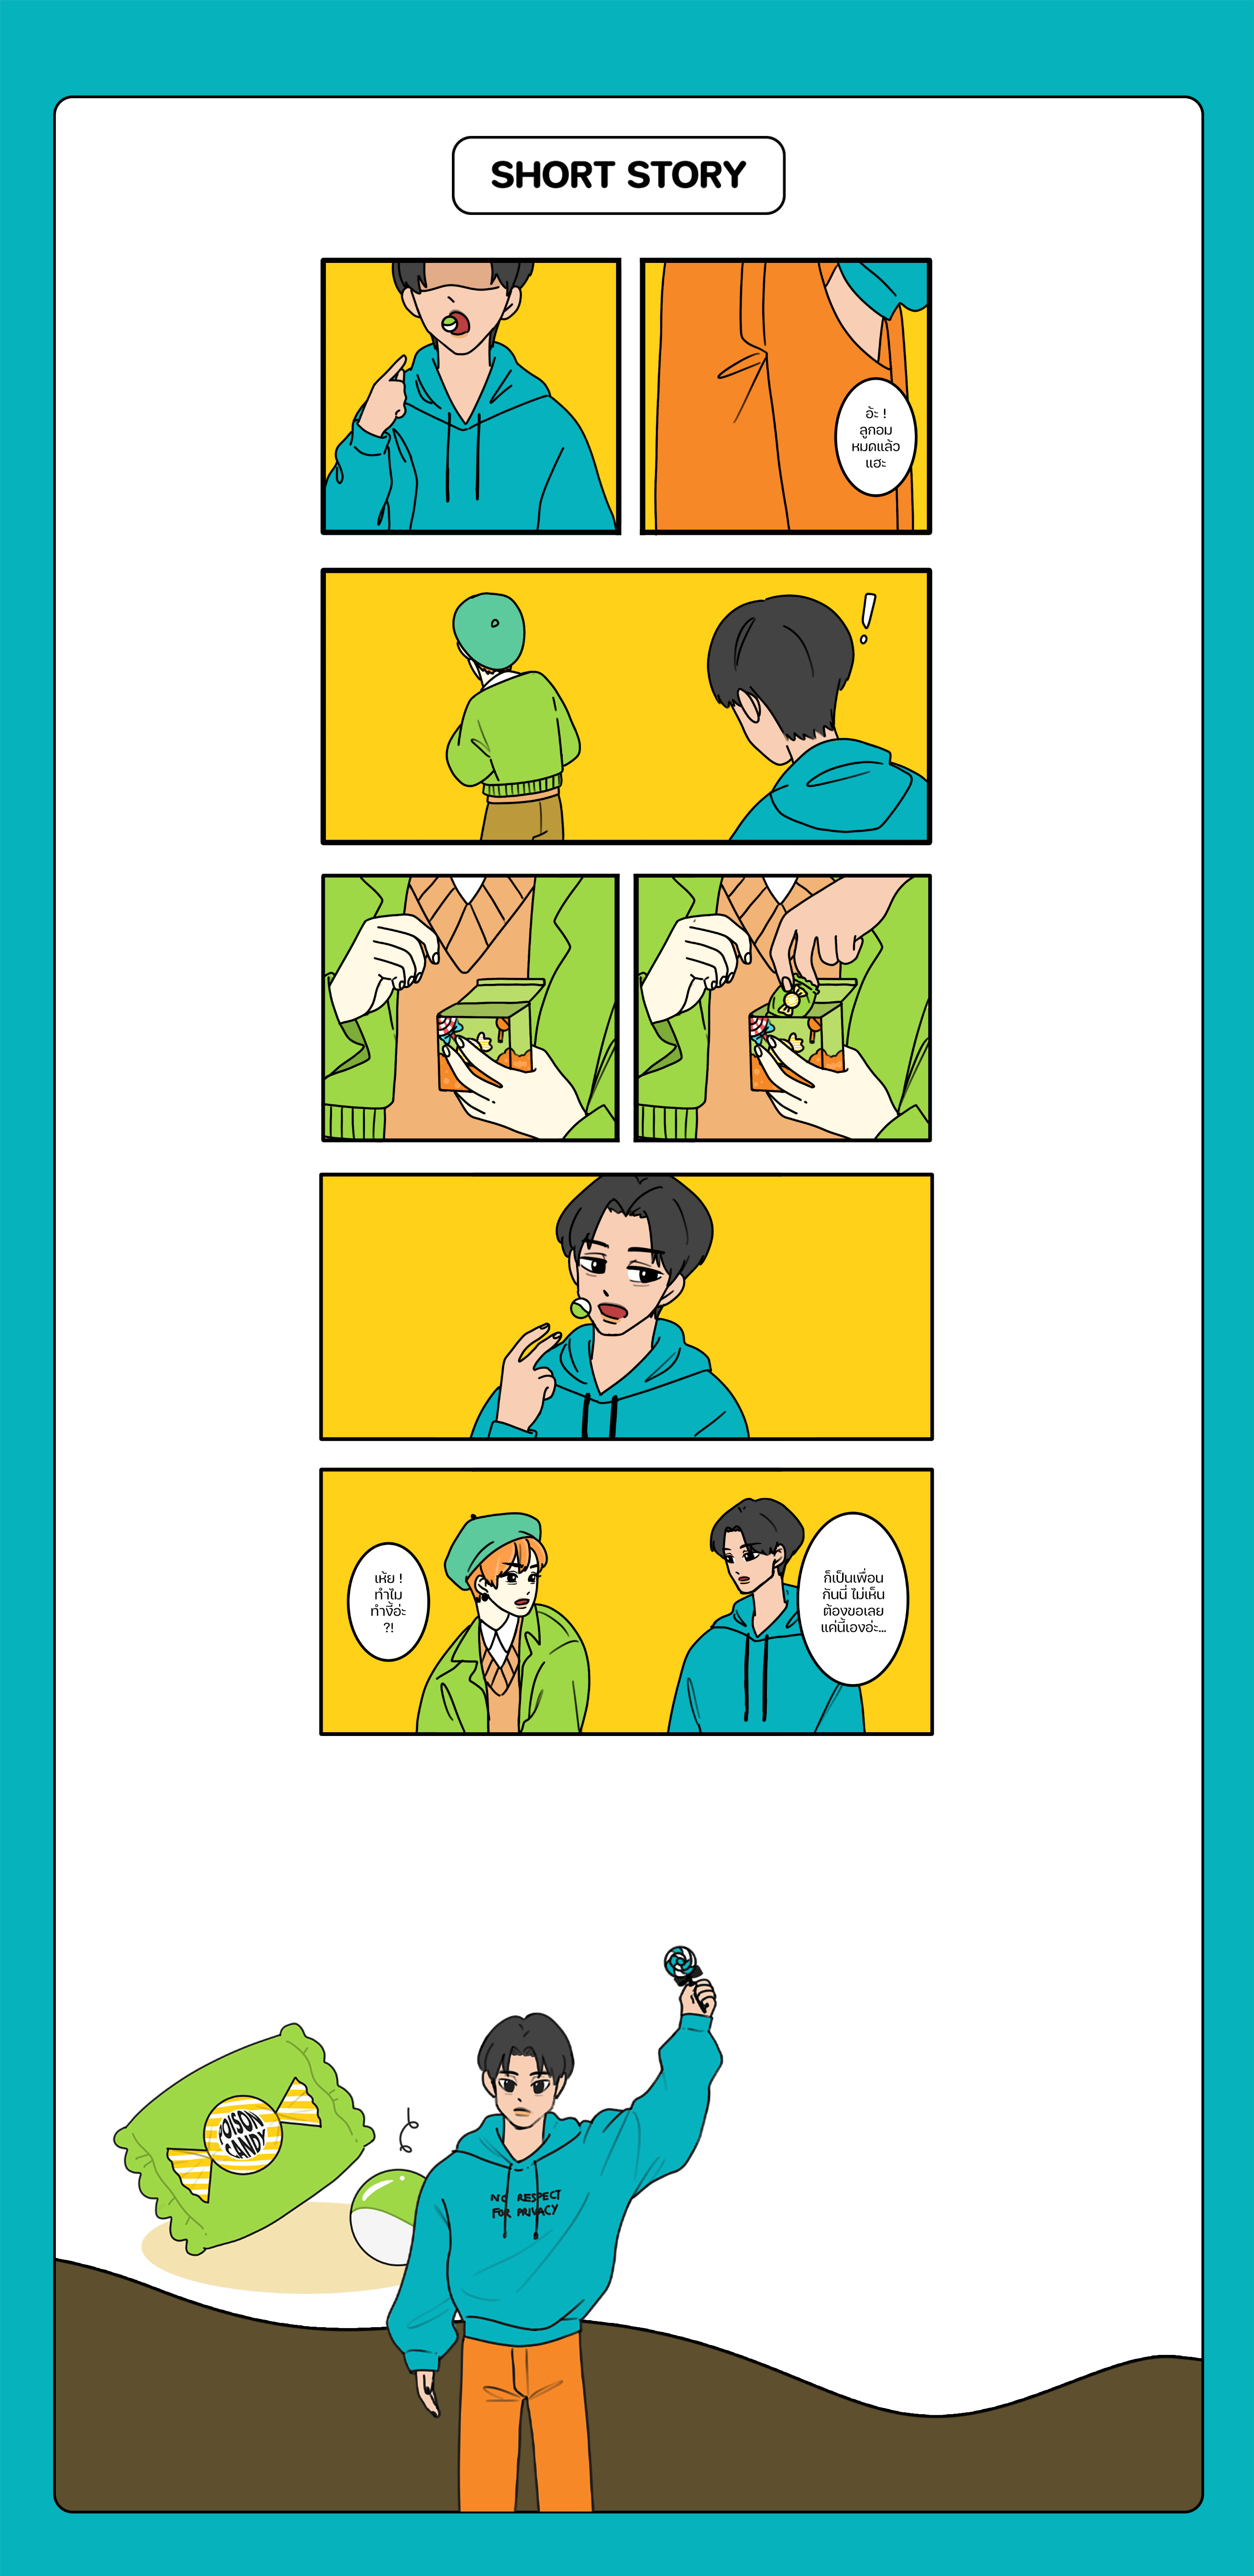 SHORT STORY
อ้ะ !
ลูกอม
หมดแล้ว
แฮะ
เห้ย !
ทำไม
ทำงี้อ่ะ
?!
ก็เป็นเพื่อน
กันนี่ ไม่เห็น
ต้องขอเลย
แค่นี้เองอ่ะ...
POISON
CANDY
NO RESPECT
FOR PRIVACY